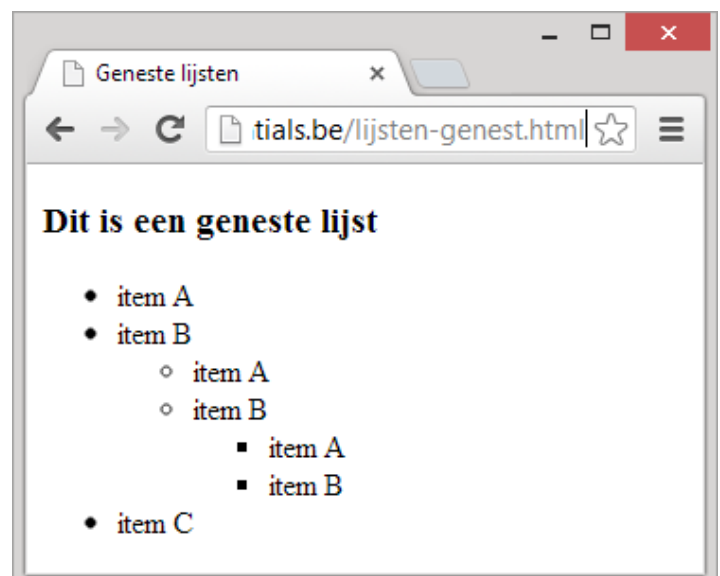 Geneste lijsten
tials.be/lijsten-genest.html
Dit is een geneste lijst
item A
item B
item A
item B
item A
item B
item C